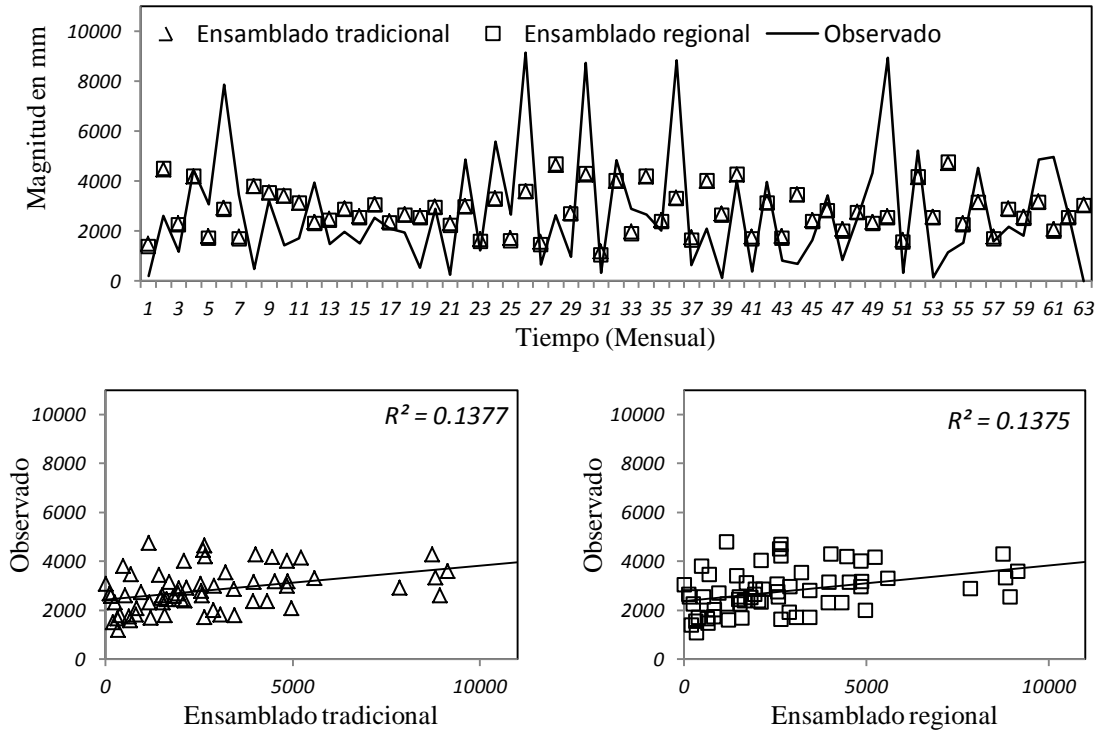 Ensamblado tradicional Ensamblado regional Observado
Magnitud en mm
10000
8000
6000
4000
2000
0
1 3 5 7 9 11 13 15 17 19 21 23 25 27 29 31 33 35 37 39 41 43 45 47 49 51 53 55 57 59 61 63
Tiempo (Mensual)
R² = 0.1377
Observado
10000
8000
6000
4000
2000
0
0 5000 10000
Ensamblado tradicional
R² = 0.1375
Observado
10000
8000
6000
4000
2000
0
0 5000 10000
Ensamblado regional